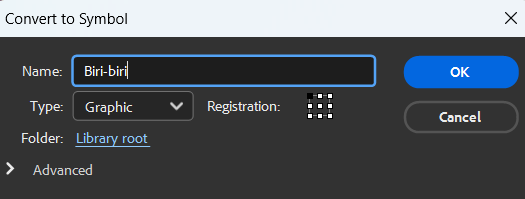 Convert to Symbol
Name: Biri-biri
OK
Type: Graphic Registration:
Cancel
Folder: Library root
Advanced